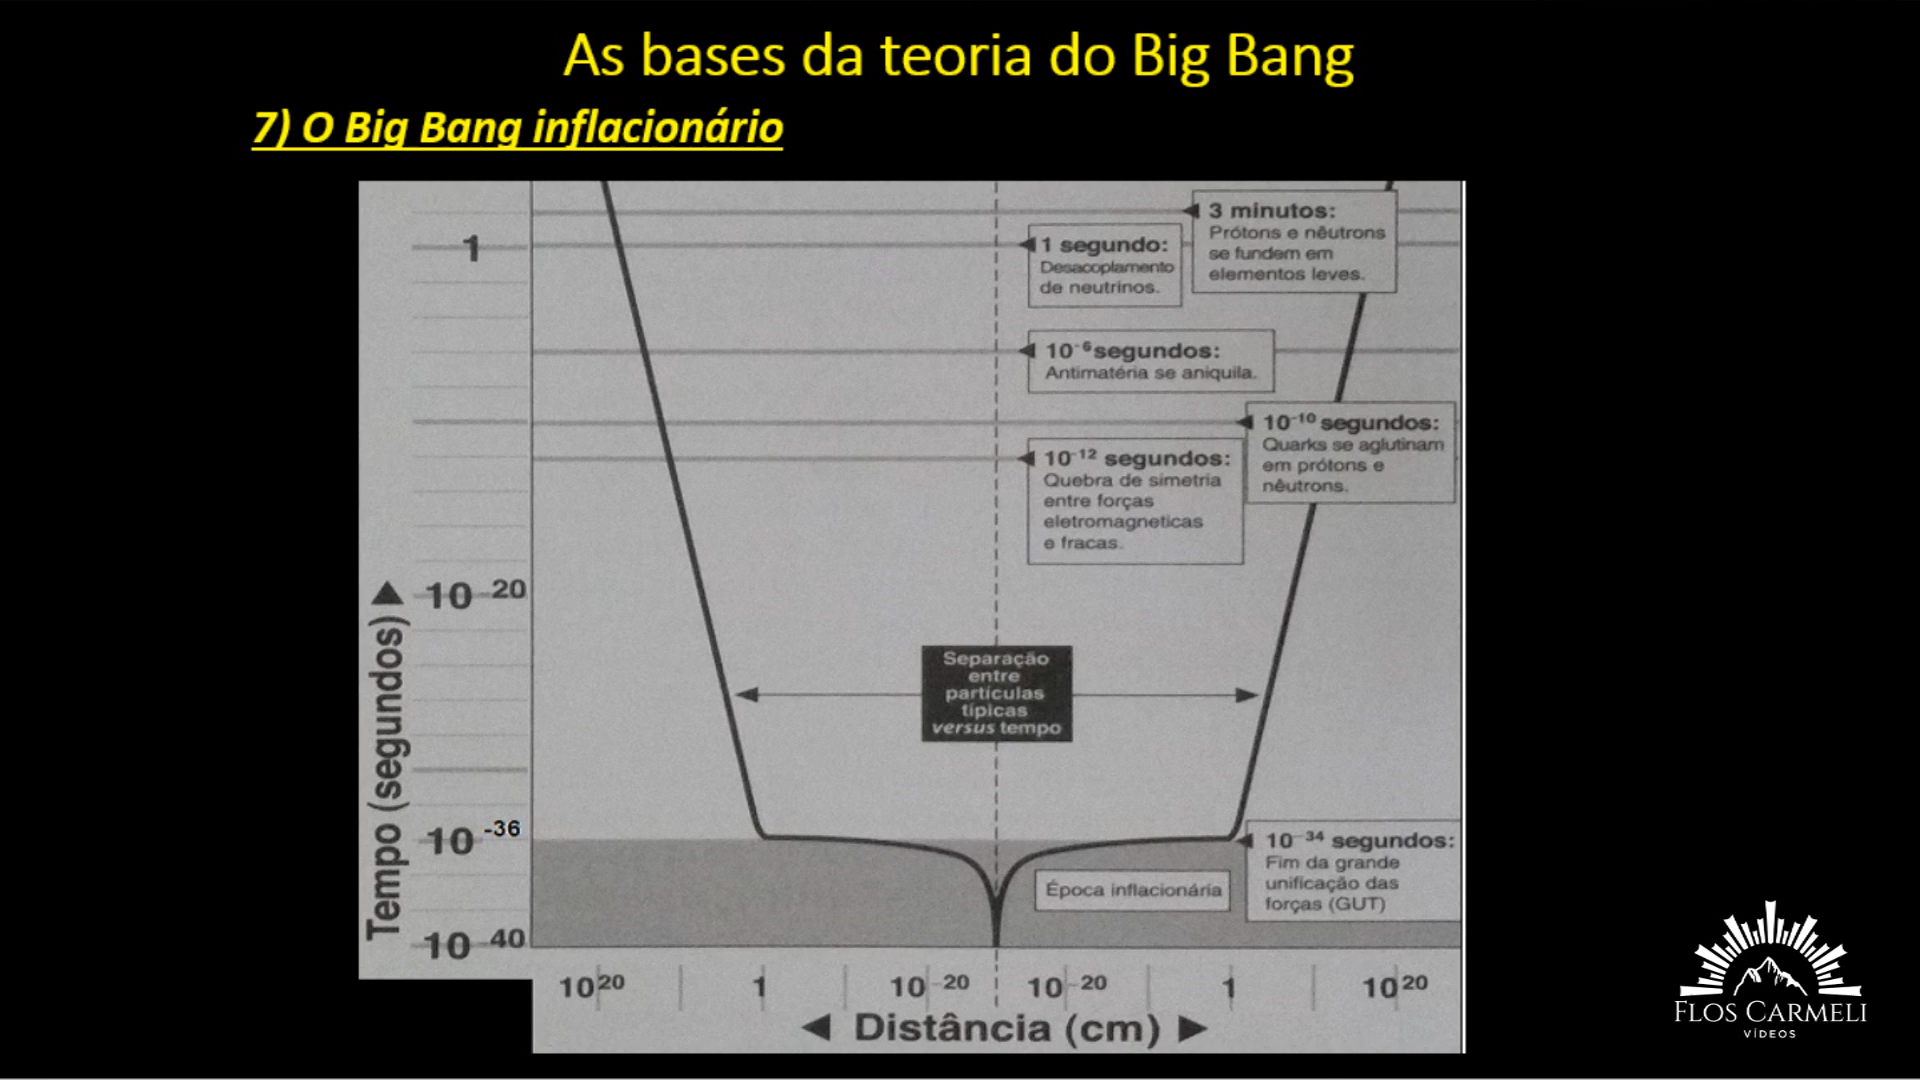 As bases da teoria do Big Bang
7) O Big Bang inflacionário
3 minutos:
Prótons e nêutrons
se fundem em
elementos leves.
1
1 segundo:
Desacoplamento
de neutrinos.
10⁻⁶segundos:
Antimatéria se aniquila.
10⁻¹⁰ segundos:
Quarks se aglutinam
em prótons e
nêutrons.
10⁻¹² segundos:
Quebra de simetria
entre forças
eletromagneticas
e fracas.
10⁻²⁰
Separação
entre
partículas
típicas
versus tempo
Tempo (segundos) ▶
10⁻³⁶
10⁻³⁴ segundos:
Fim da grande
unificação das
forças (GUT)
Época inflacionária
10⁻⁴⁰
10²⁰ 1 10⁻²⁰ 10⁻²⁰ 1 10²⁰
◀ Distância (cm) ▶
FLOS CARMELI
VÍDEOS